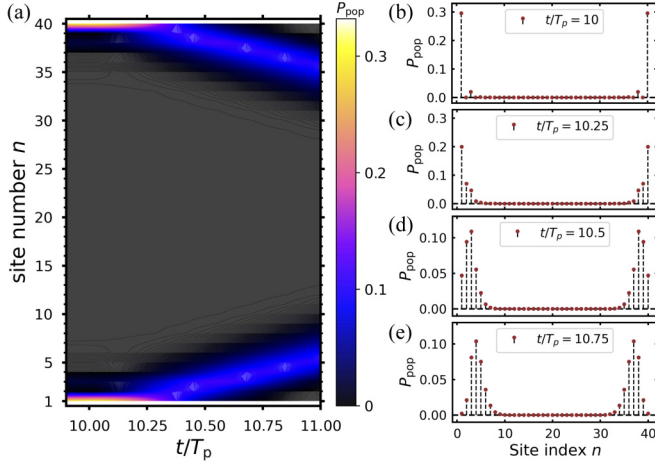 (a)
P_pop
site number n
40
35
30
25
20
15
10
5
1
10.00
10.25
10.50
10.75
11.00
t/T_p
0.3
0.2
0.1
0
(b)
t/T_p = 10
P_pop
0.3
0.2
0.1
0.0
(c)
t/T_p = 10.25
P_pop
0.3
0.2
0.1
0.0
(d)
t/T_p = 10.5
P_pop
0.10
0.05
0.00
(e)
t/T_p = 10.75
P_pop
0.10
0.05
0.00
0
10
20
30
40
Site index n